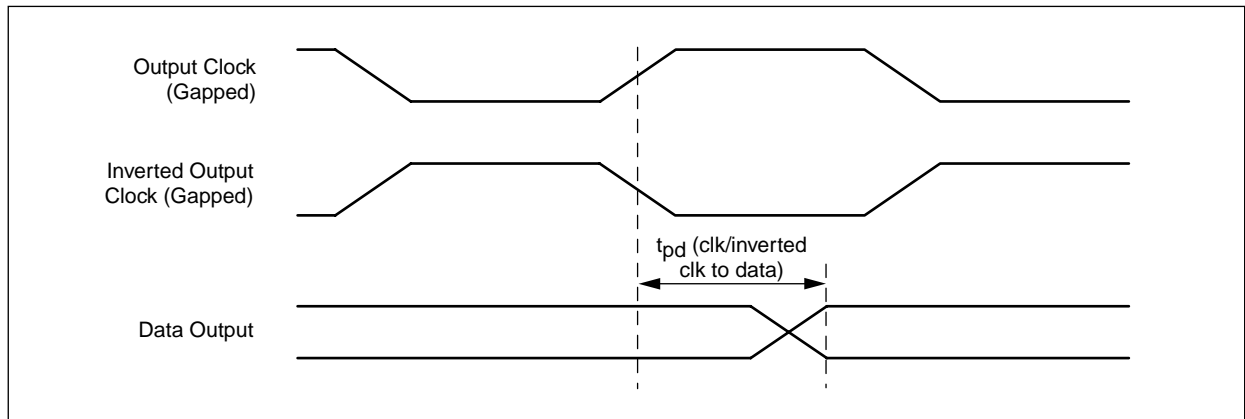 Output Clock
(Gapped)
Inverted Output
Clock (Gapped)
tpd (clk/inverted
clk to data)
Data Output